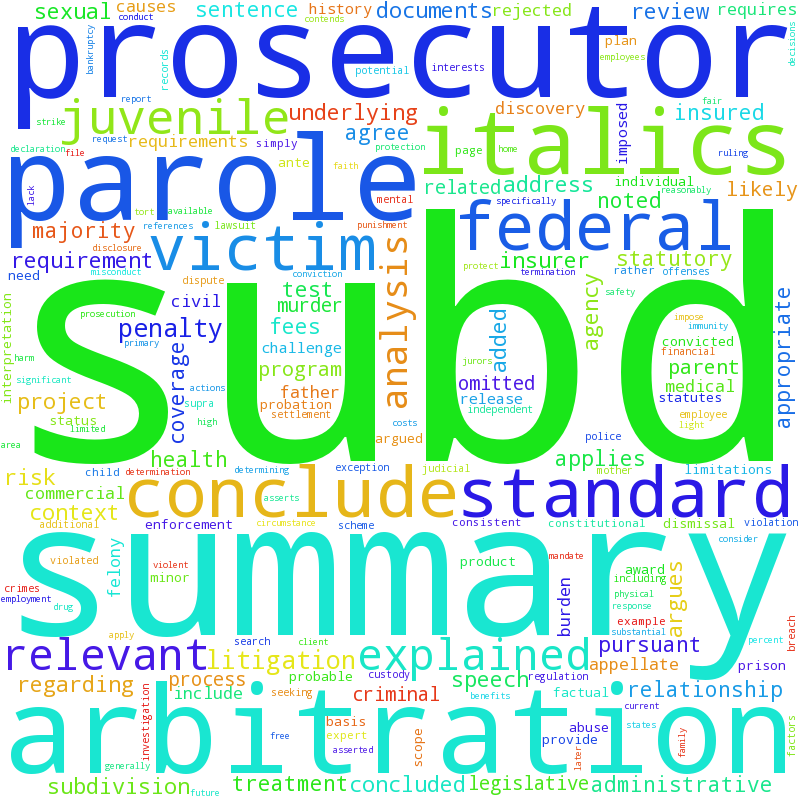 sexual
causes
conduct
sentence
history
contends
documents
rejected
review
requires
prosecutor
bankruptcy
records
potential
interests
plan
employees
decisions
report
strike
juvenile
underlying
discovery
imposed
fair
insured
request
requirements
simply
agree
italics
declaration
file
ante
faith
protection
page
home
ruling
parole
lack
tort
available
mental
related
address
individual
reasonably
likely
specifically
noted
majority
references
lawsuit
punishment
federal
disclosure
victim
analysis
requirement
dispute
protect
insurer
statutory
need
misconduct
conviction
termination
rather
offenses
subd
interpretation
civil
test
murder
added
safety
agency
impose
immunity
appropriate
prosecution
penalty
primary
fees
challenge
jurors
convicted
financial
harm
coverage
program
parent
significant
actions
father
omitted
medical
project
supra
probation
release
statutes
settlement
independent
employee
status
limited
high
costs
light
area
argued
police
health
applies
risk
child
determination
determining
exception
judicial
mother
limitations
commercial
asserts
conclude
standard
context
additional
enforcement
circumstance
scheme
consistent
constitutional
dismissal
violation
summary
consider
violated
felony
violent
minor
product
mandate
award
including
argues
crimes
employment
drug
physical
response
burden
example
substantial
breach
apply
search
client
percent
relevant
litigation
explained
pursuant
regarding
process
probable
custody
regulation
appellate
prison
include
seeking
criminal
speech
benefits
factual
relationship
arbitration
investigation
basis
expert
asserted
scope
current
abuse
provide
states
family
factors
free
later
generally
subdivision
future
treatment
concluded
legislative
administrative